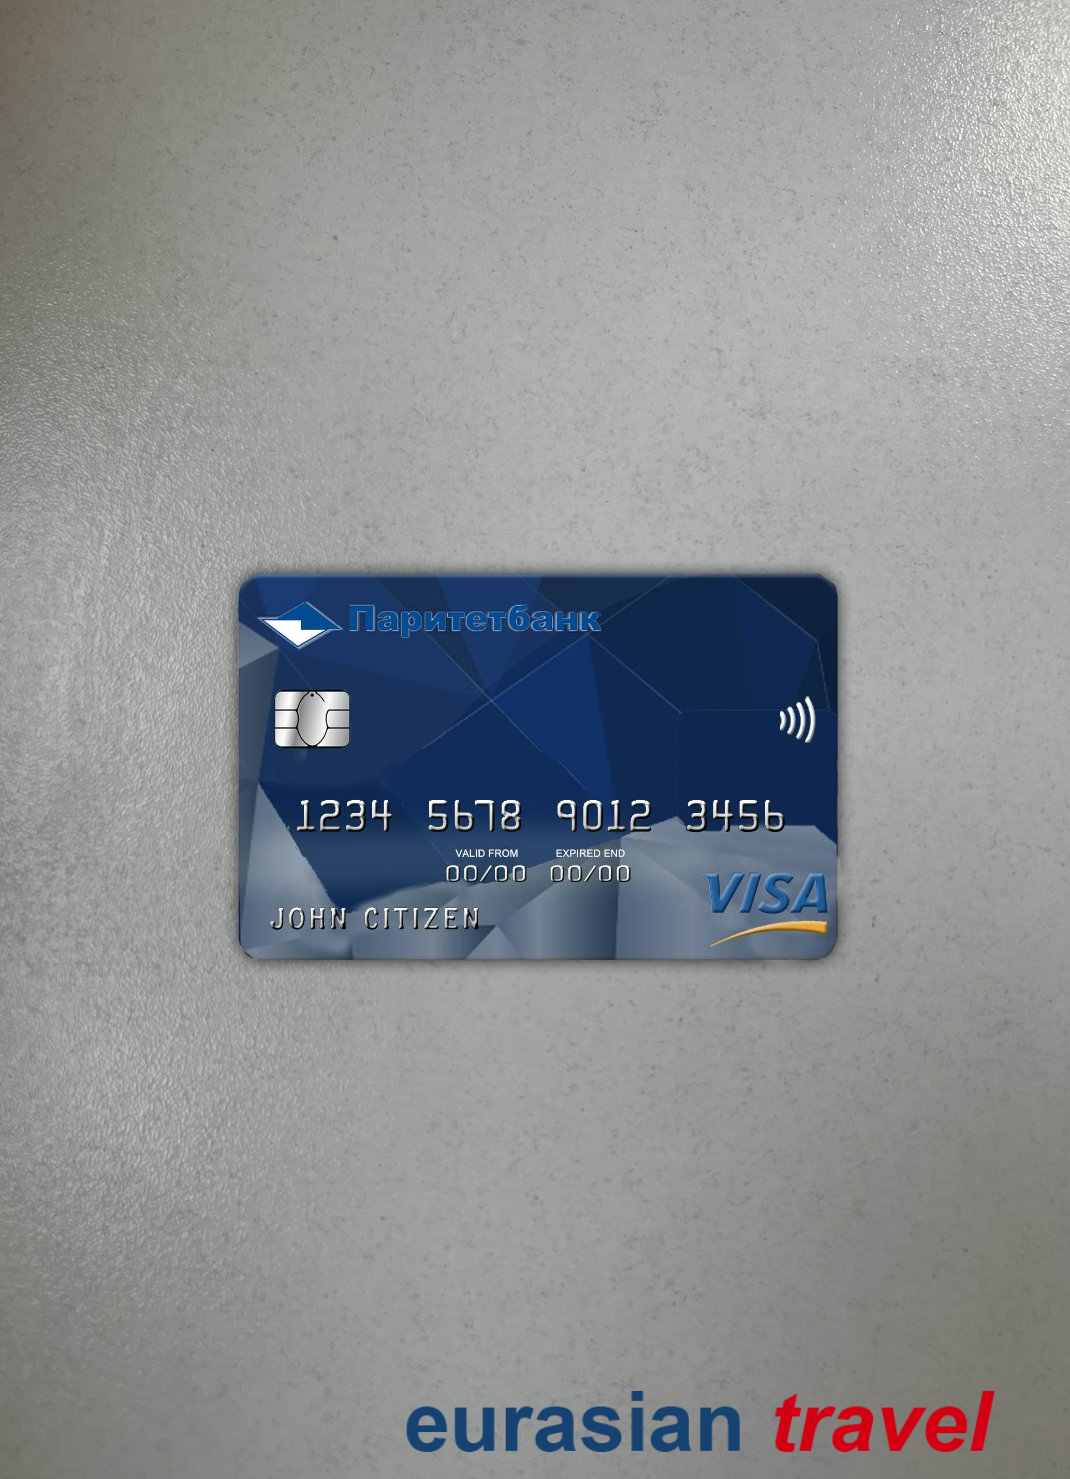 Паритетбанк
1234 5678 9012 3456
VALID FROM EXPIRED END
00/00 00/00
JOHN CITIZEN
VISA
eurasian travel